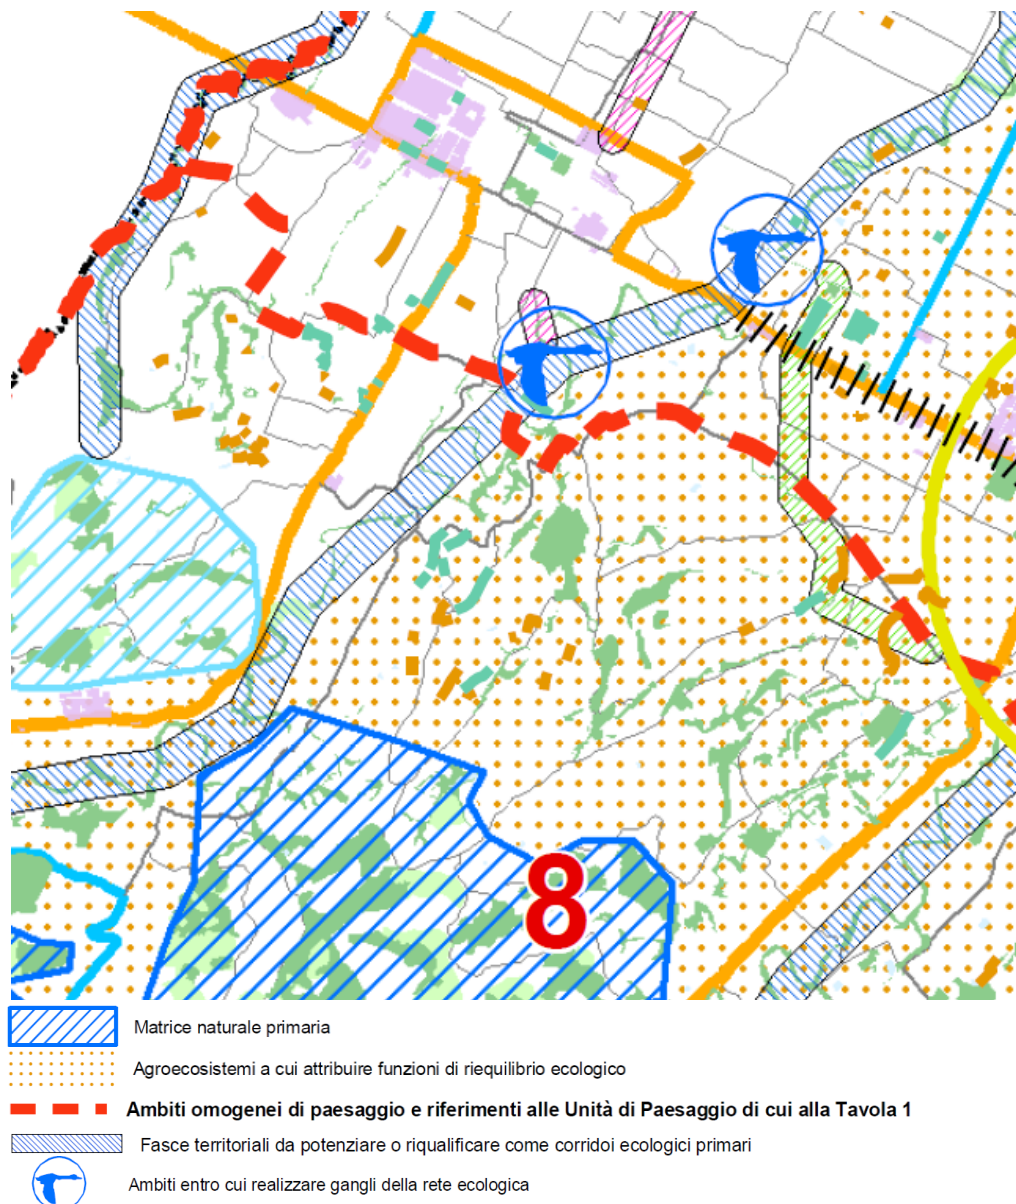 8
Matrice naturale primaria
Agroecosistemi a cui attribuire funzioni di riequilibrio ecologico
Ambiti omogenei di paesaggio e riferimenti alle Unità di Paesaggio di cui alla Tavola 1
Fasce territoriali da potenziare o riqualificare come corridoi ecologici primari
Ambiti entro cui realizzare gangli della rete ecologica